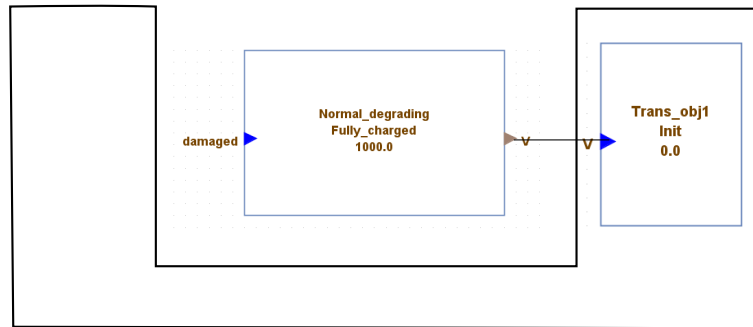 Normal_degrading
Fully_charged
1000.0
damaged
V
V
Trans_obj1
Init
0.0